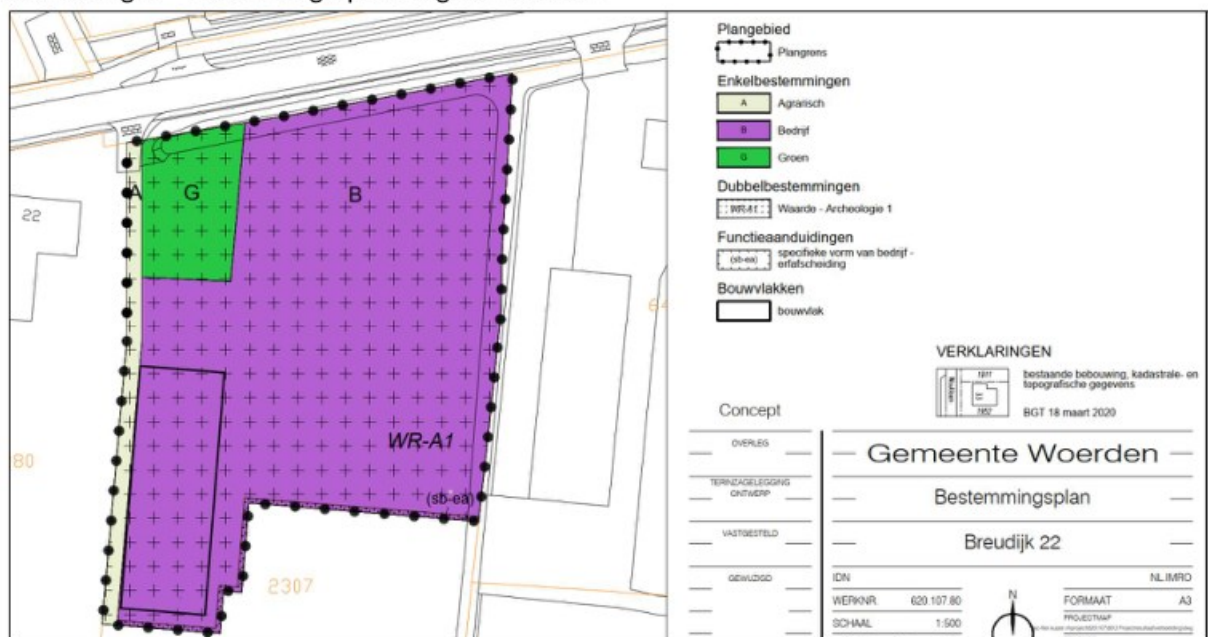 22
80
A
G
B
WR-A1
(sb-ea)
2307
64
Plangebied
Plangrens
Enkelbestemmingen
A Agrarisch
B Bedrijf
G Groen
Dubbelbestemmingen
WR-A1 Waarde - Archeologie 1
Functieaanduidingen
(sb-ea) specifieke vorm van bedrijf -
erfafscheiding
Bouwvlakken
bouwvlak
VERKLARINGEN
1911
1952
bestaande bebouwing, kadastrale- en
topografische gegevens
BGT 18 maart 2020
Concept
OVERLEG
TERINZAGELEGGING
ONTWERP
VASTGESTELD
GEWIJZIGD
Gemeente Woerden
Bestemmingsplan
Breudijk 22
IDN NL.IMRO
WERKNR. 620.107.80
SCHAAL 1:500
N
FORMAAT A3
PROJECTMAP